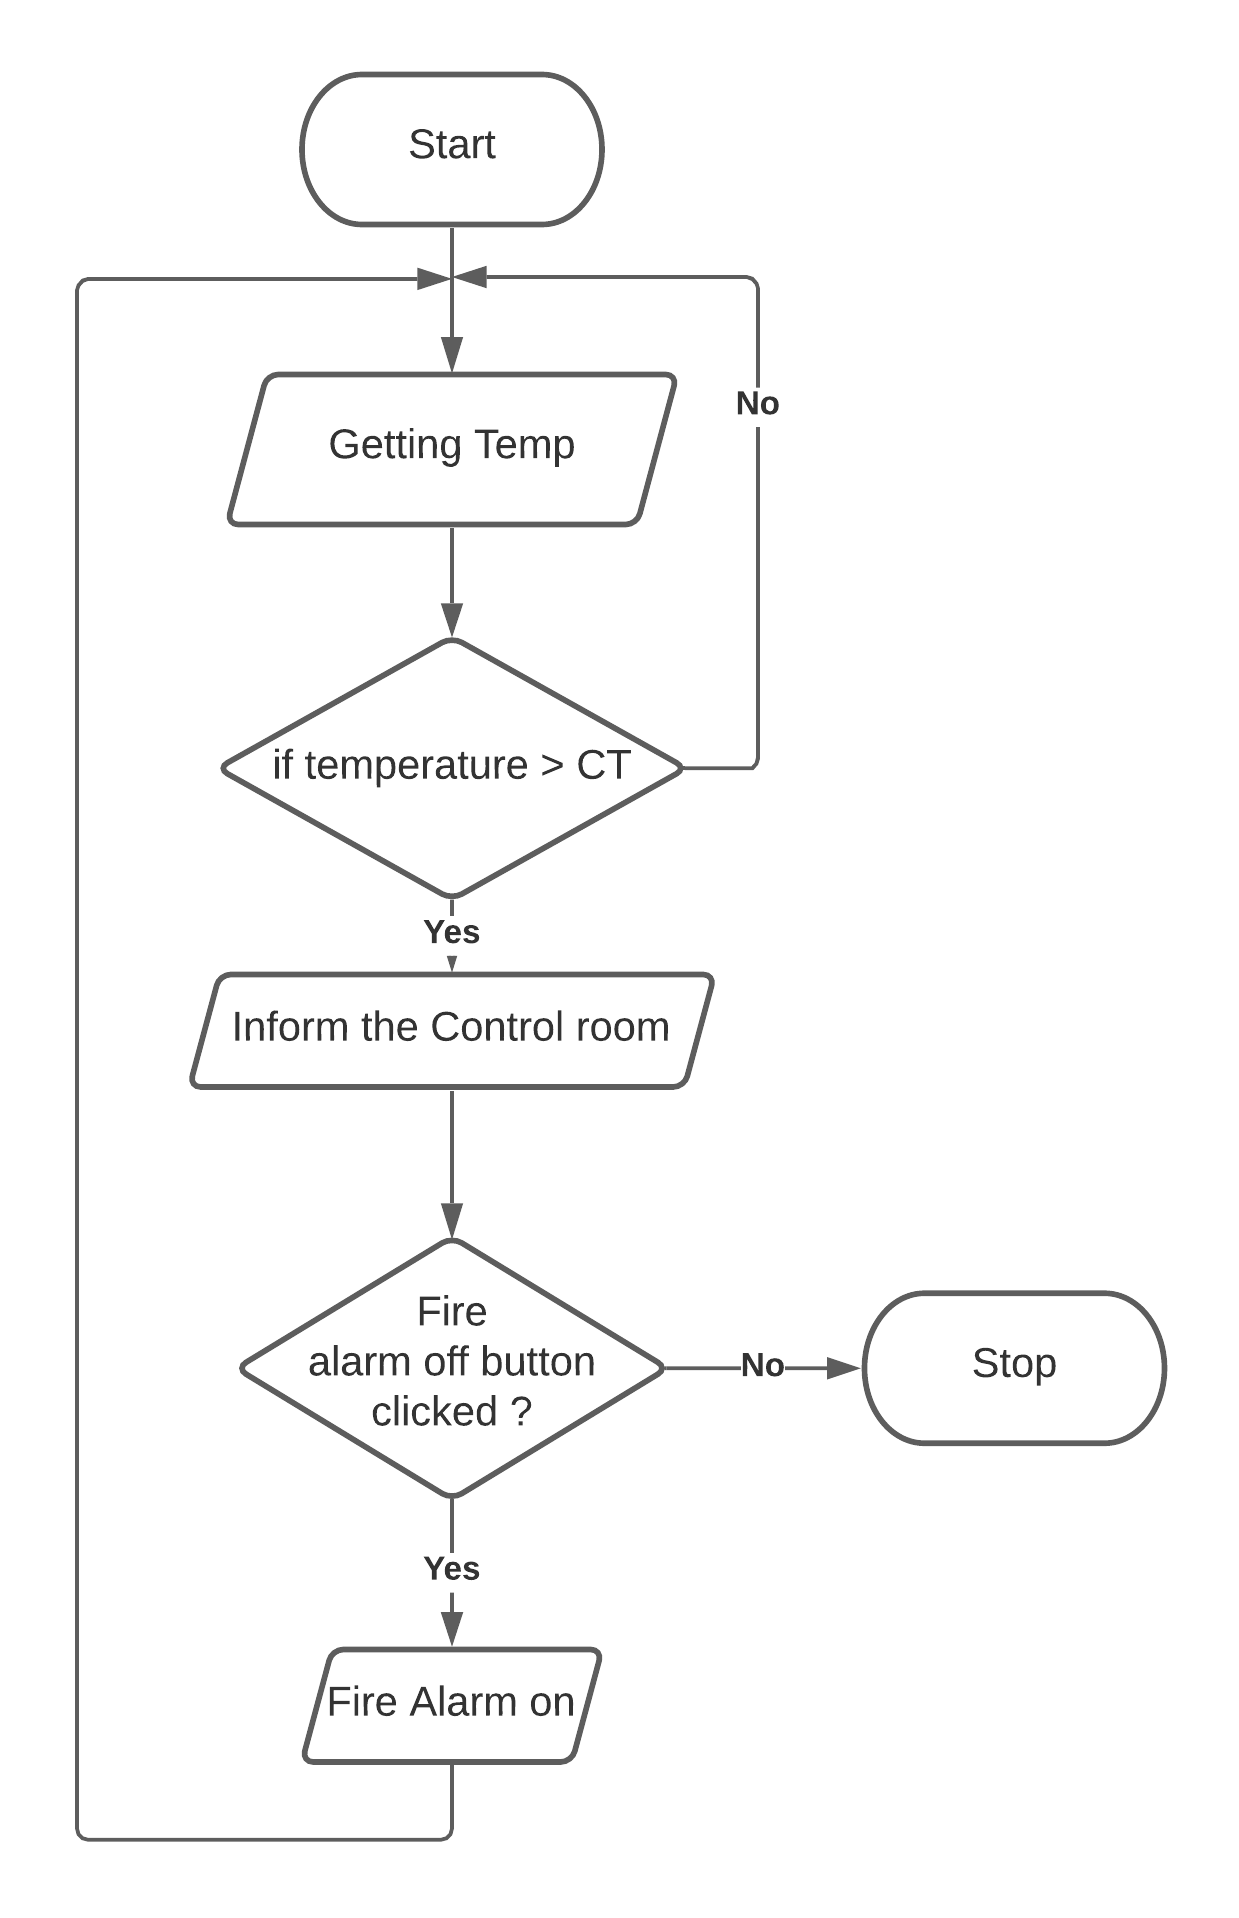 Start
No
Getting Temp
if temperature > CT
Yes
Inform the Control room
Fire
alarm off button
clicked ?
No
Stop
Yes
Fire Alarm on